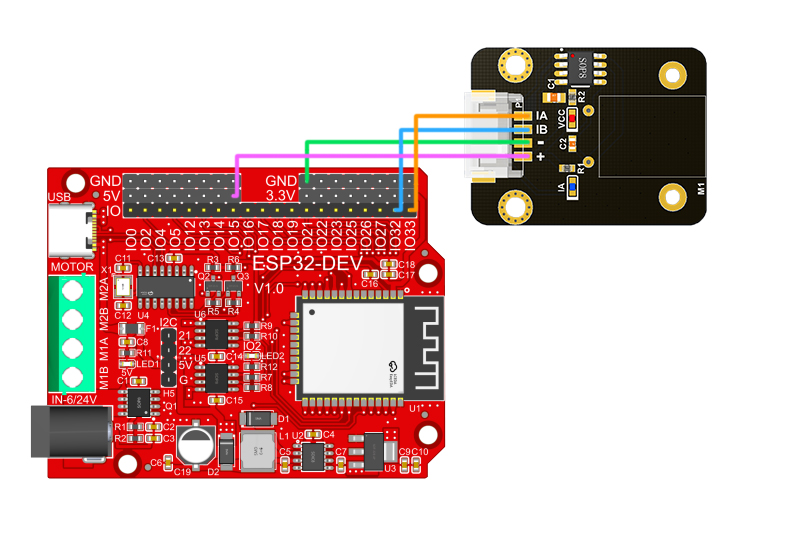 GND
GND
5V
3.3V
IO
USB
IO0
IO2
IO4
IO5
IO12
IO13
IO14
IO15
IO16
IO17
IO18
IO19
IO21
IO22
IO23
IO25
IO26
IO27
IO32
IO33
ESP32-DEV
V1.0
MOTOR
M2A
M2B
M1A
M1B
IN-6/24V
X1
C11
C13
C12
U4
R3
R6
Q2
Q3
R5
R4
C18
C17
C16
F1
C8
R11
LED1
5V
I2C
21
22
5V
G
H5
U6
U5
R9
R10
IO2
LED2
C14
R12
R7
R8
C15
C1
Q1
R1
R2
C2
C3
C6
C19
D2
D1
L1
U2
C4
C5
C7
U3
C9
C10
U1
IA
IB
-
+
C1
SOP8
R2
VCC
C2
R1
IA
M1